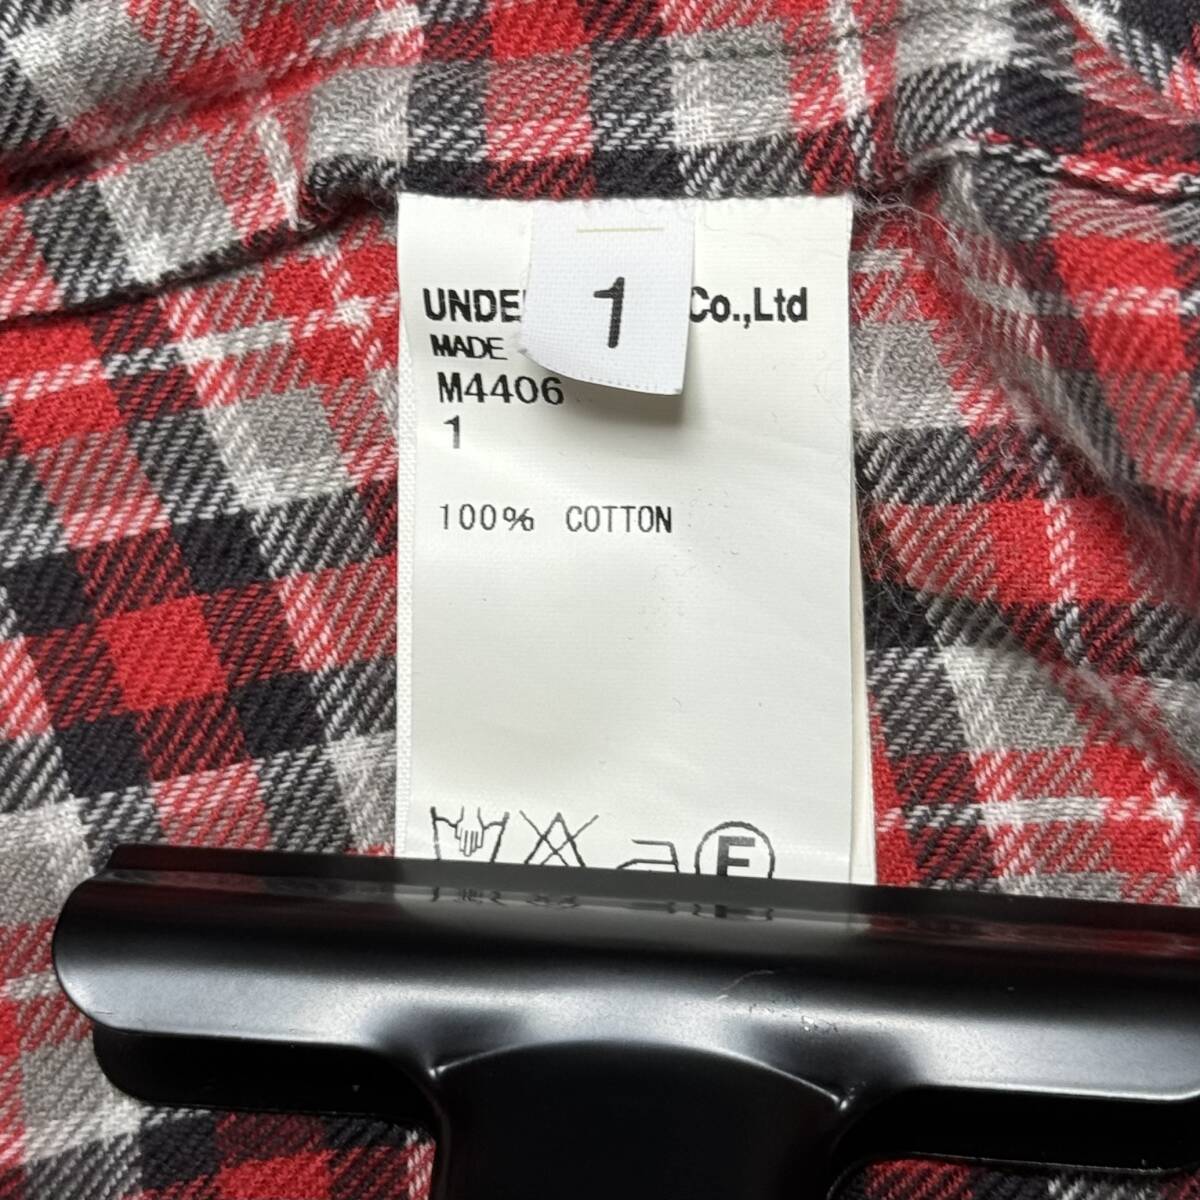 1
UNDE Co.,Ltd
MADE
M4406
1
100% COTTON
F